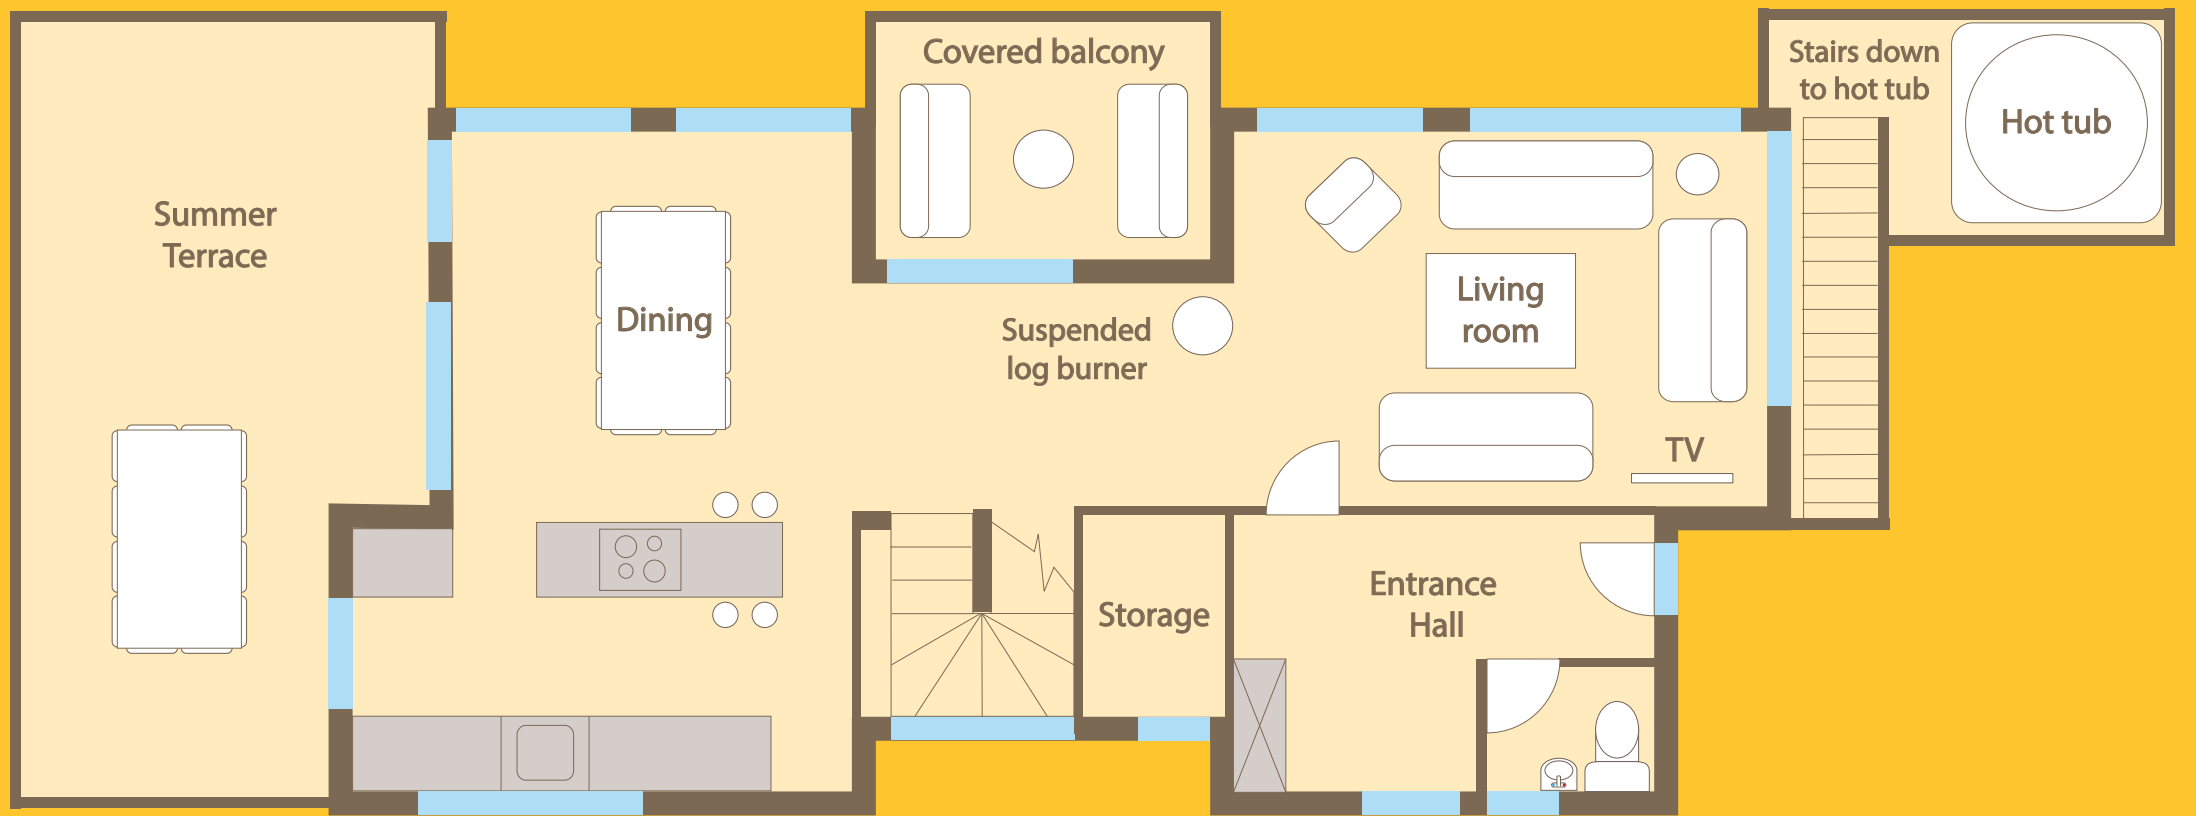 Covered balcony
Stairs down
to hot tub
Hot tub
Summer
Terrace
Dining
Suspended
log burner
Living
room
TV
Storage
Entrance
Hall